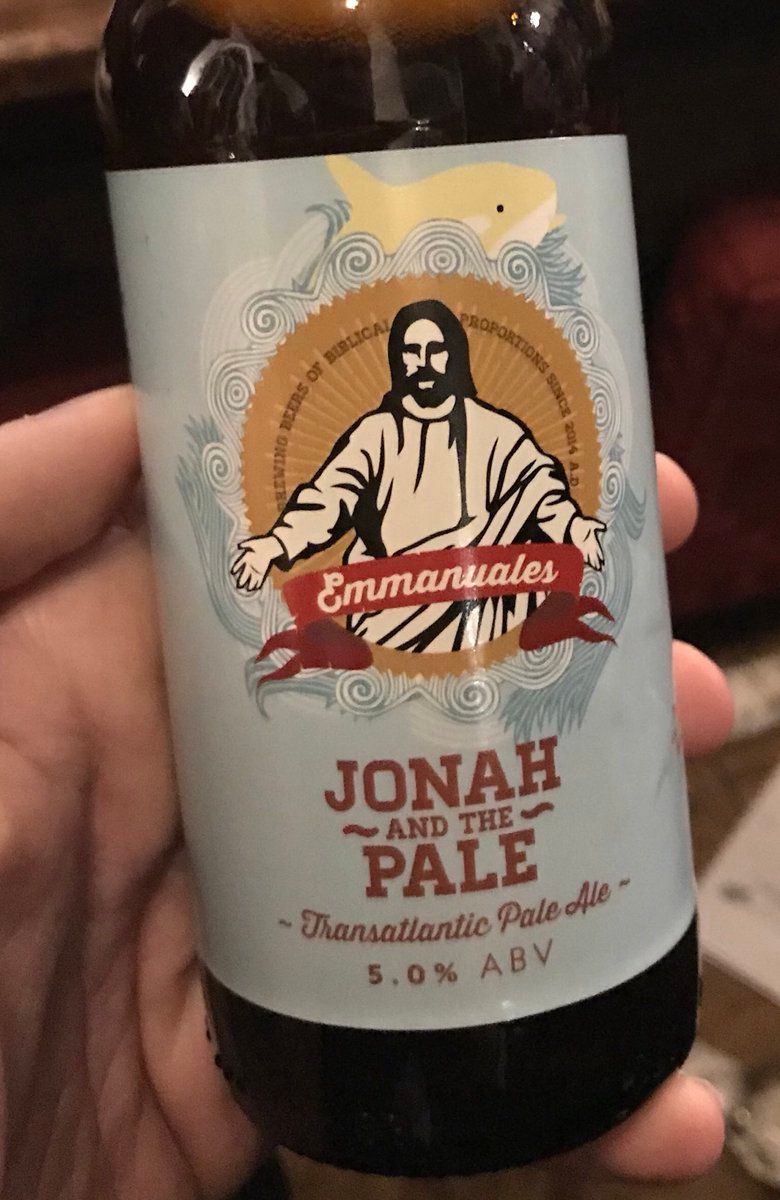 BREWING BEERS OF BIBLICAL PROPORTIONS SINCE 2014 A.D
Emmanuales
JONAH
~ AND THE ~
PALE
~ Transatlantic Pale Ale ~
5.0% ABV